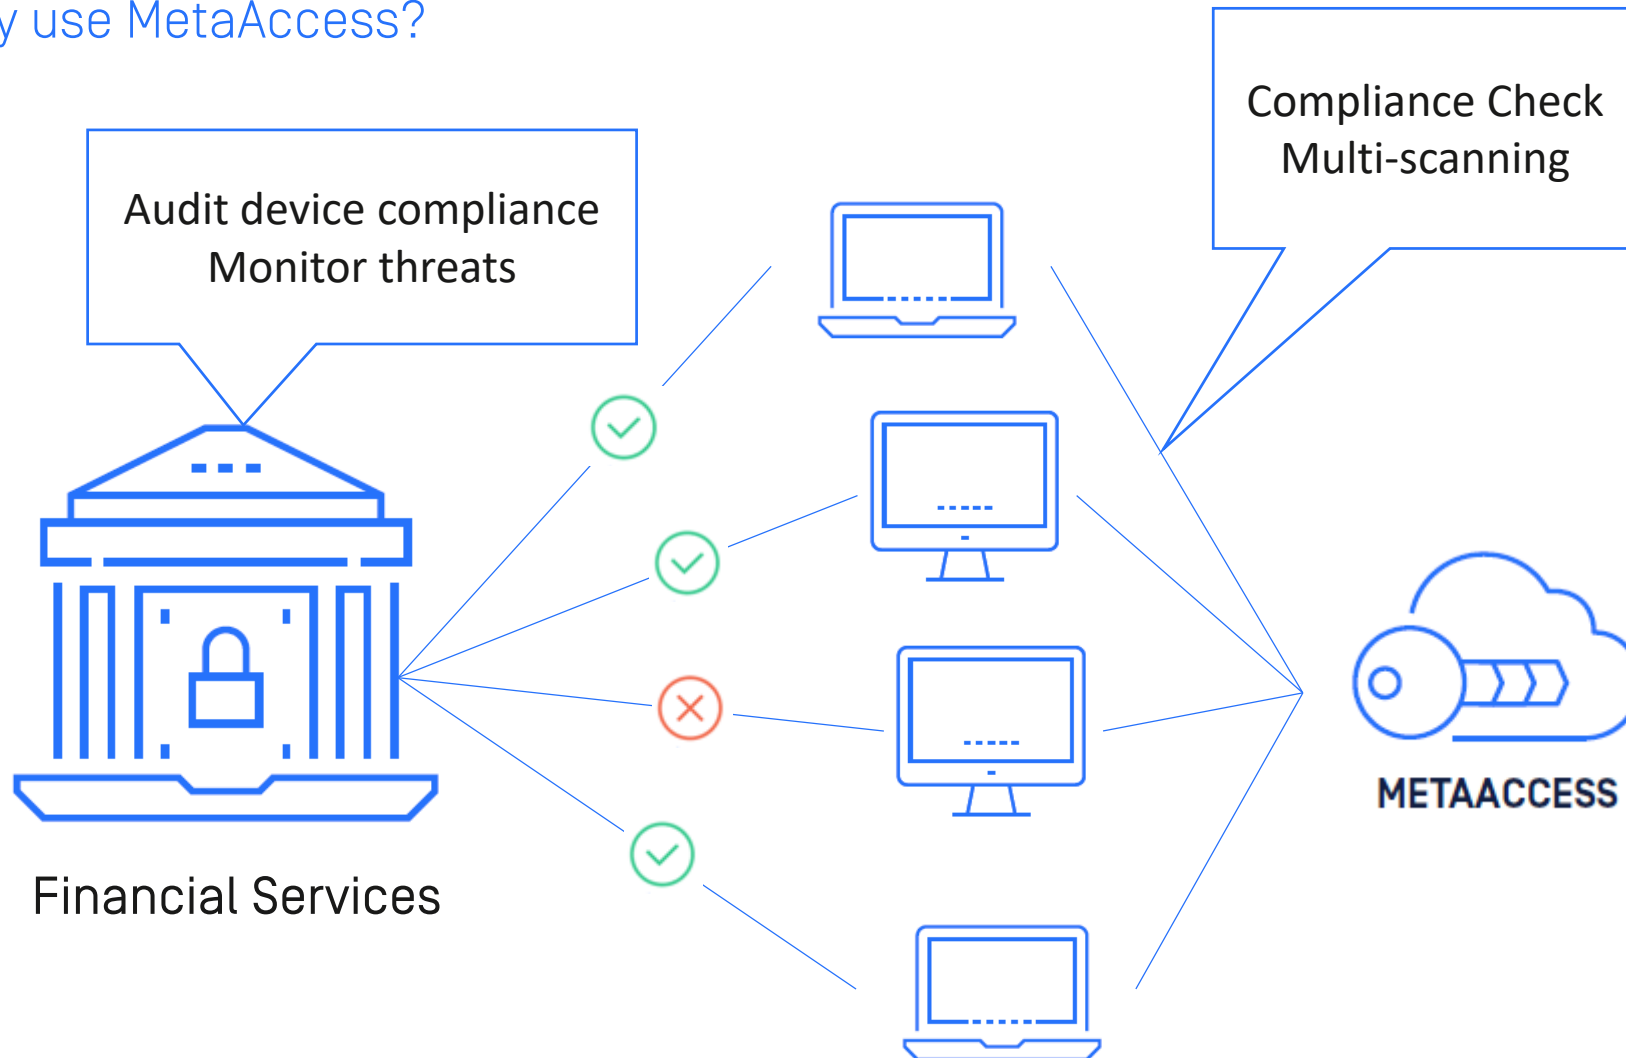 y use MetaAccess?
Compliance Check
Multi-scanning
Audit device compliance
Monitor threats
METAACCESS
Financial Services